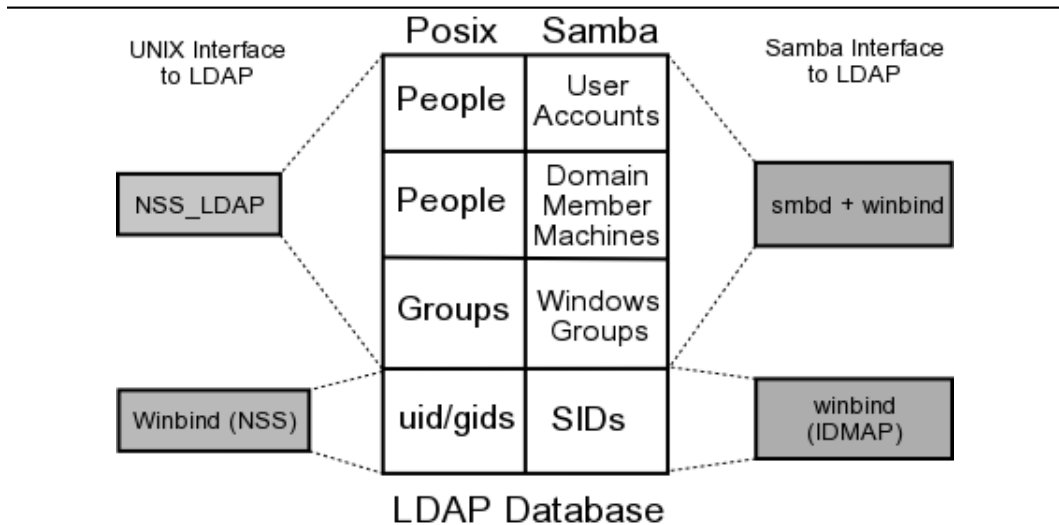 Posix Samba
UNIX Interface
to LDAP
Samba Interface
to LDAP
People
User
Accounts
NSS_LDAP
People
Domain
Member
Machines
smbd + winbind
Groups
Windows
Groups
Winbind (NSS)
uid/gids
SIDs
winbind
(IDMAP)
LDAP Database